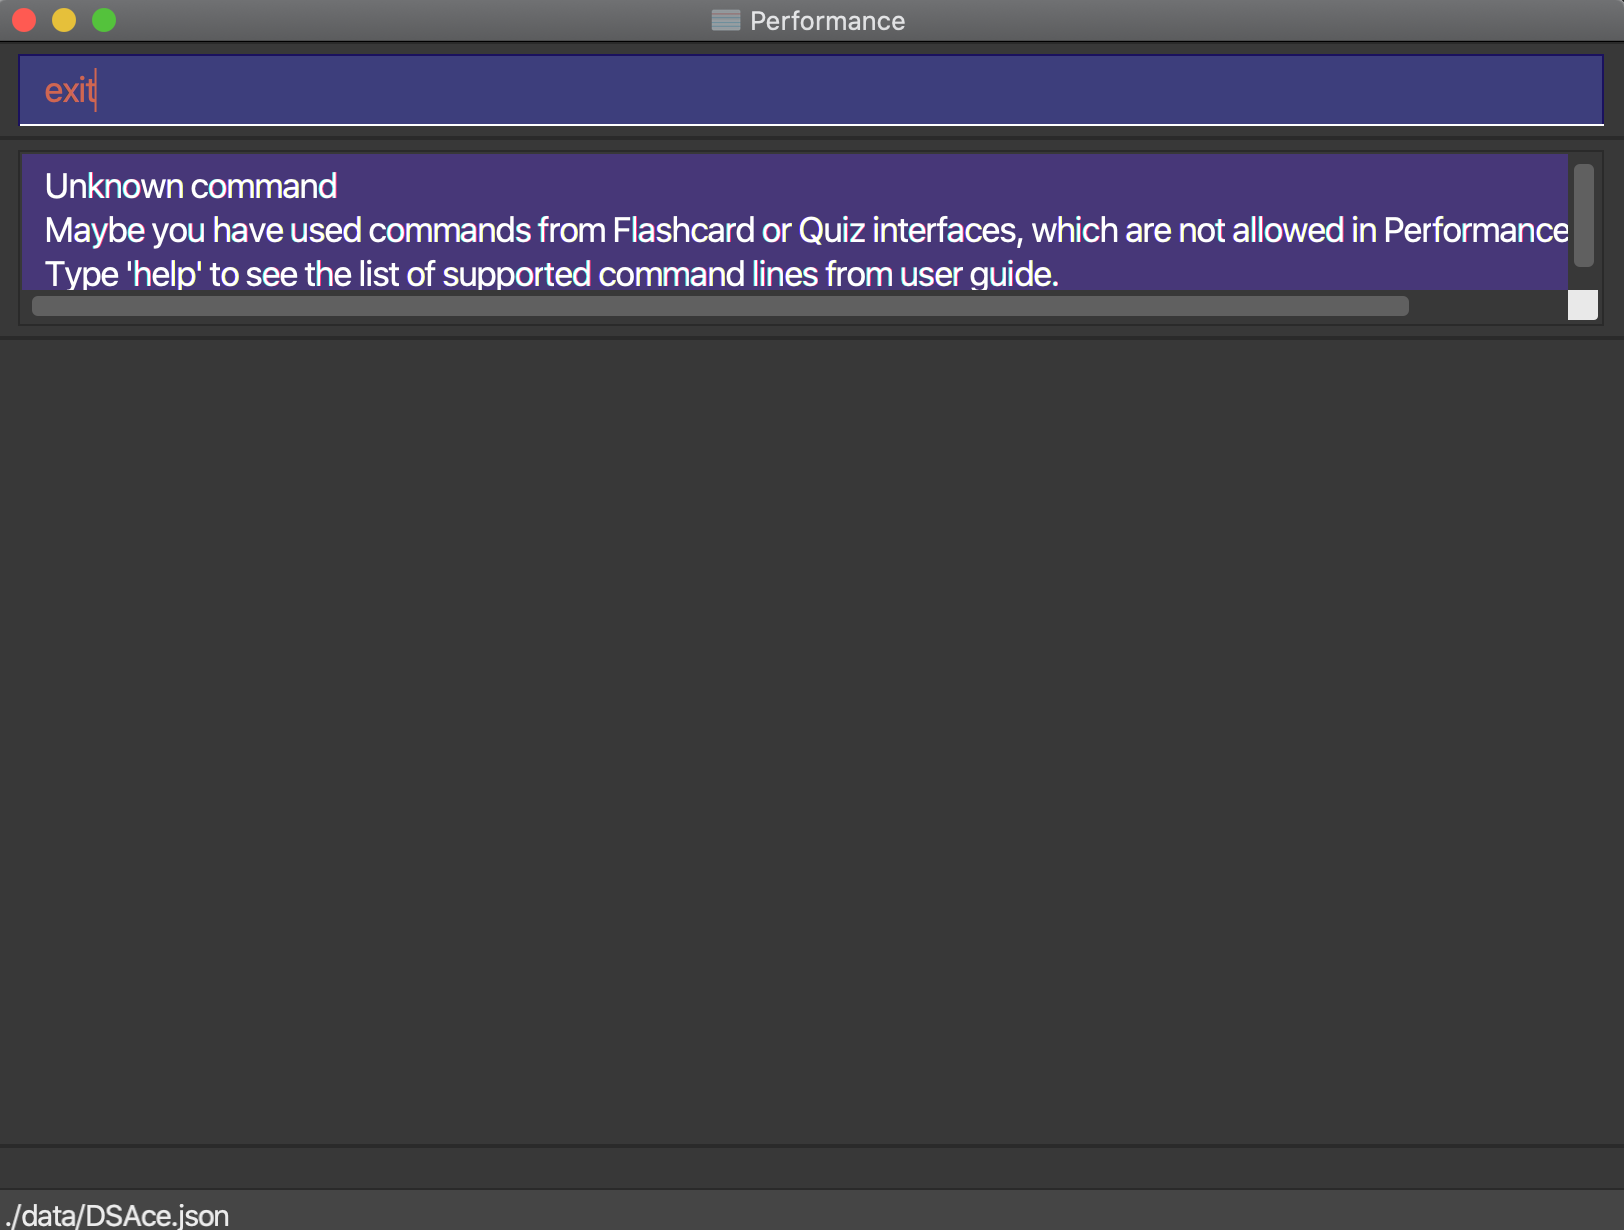 Performance
exit
Unknown command
Maybe you have used commands from Flashcard or Quiz interfaces, which are not allowed in Performance
Type 'help' to see the list of supported command lines from user guide.
./data/DSAce.json